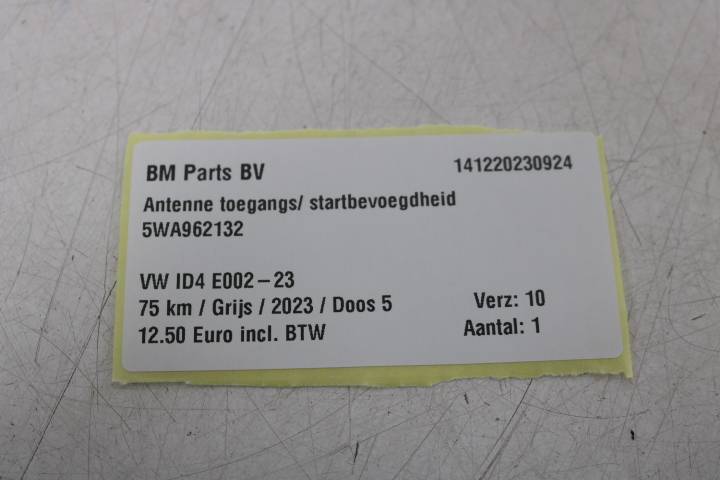 BM Parts BV 141220230924
Antenne toegangs/ startbevoegdheid
5WA962132
VW ID4 E002-23
75 km / Grijs / 2023 / Doos 5 Verz: 10
12.50 Euro incl. BTW Aantal: 1